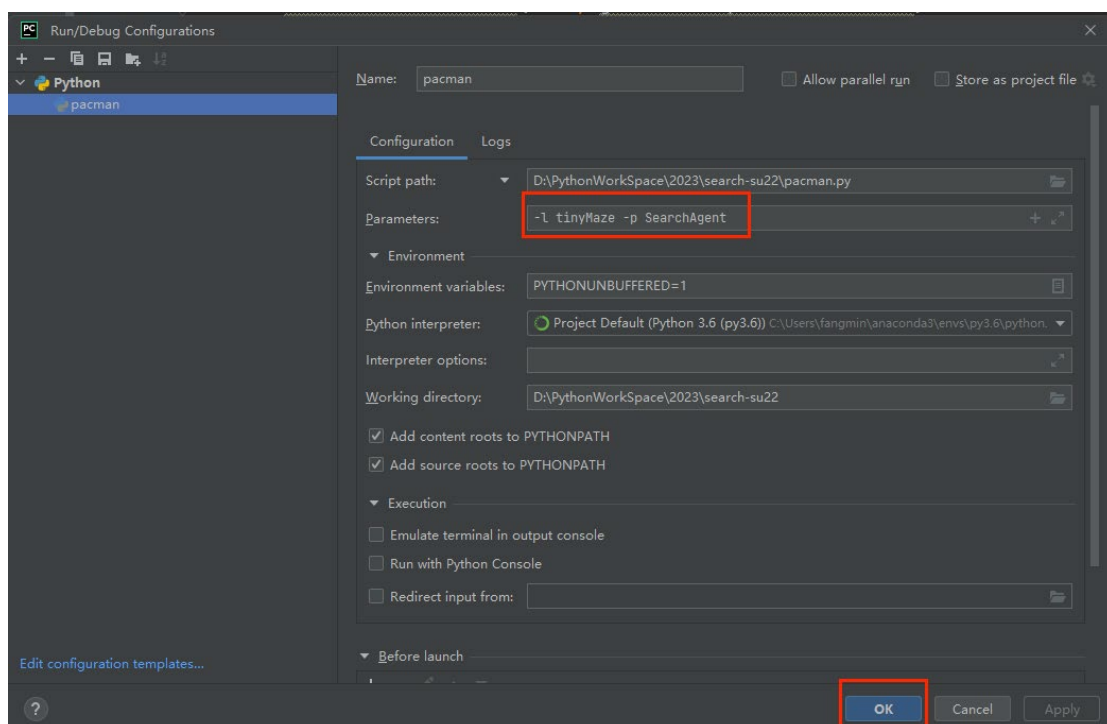 PC Run/Debug Configurations
Python
pacman
Edit configuration templates...
?
Name: pacman Allow parallel run Store as project file
Configuration Logs
Script path: D:\PythonWorkSpace\2023\search-su22\pacman.py
Parameters: -l tinyMaze -p SearchAgent
Environment
Environment variables: PYTHONUNBUFFERED=1
Python interpreter: Project Default (Python 3.6 (py3.6)) C:\Users\fangmin\anaconda3\envs\py3.6\python.
Interpreter options:
Working directory: D:\PythonWorkSpace\2023\search-su22
Add content roots to PYTHONPATH
Add source roots to PYTHONPATH
Execution
Emulate terminal in output console
Run with Python Console
Redirect input from:
Before launch
OK Cancel Apply